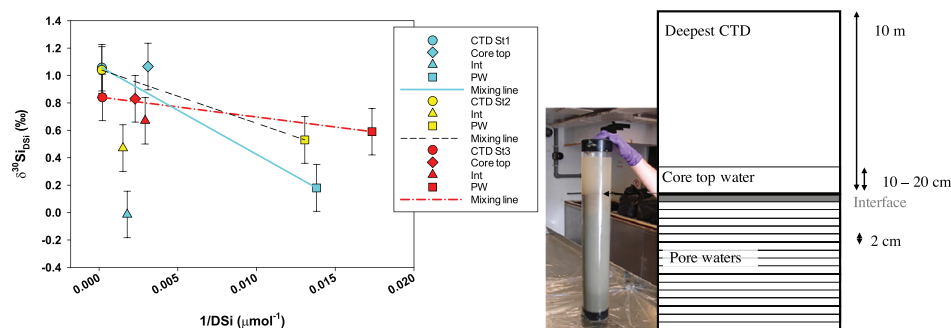 1.4
1.2
1.0
0.8
0.6
0.4
0.2
0.0
-0.2
-0.4
δ³⁰Si_DSi (‰)
0.000
0.005
0.010
0.015
0.020
1/DSi (μmol⁻¹)
CTD St1
Core top
Int
PW
Mixing line
CTD St2
Int
PW
Mixing line
CTD St3
Core top
Int
PW
Mixing line
Deepest CTD
10 m
Core top water
10 – 20 cm
Interface
2 cm
Pore waters